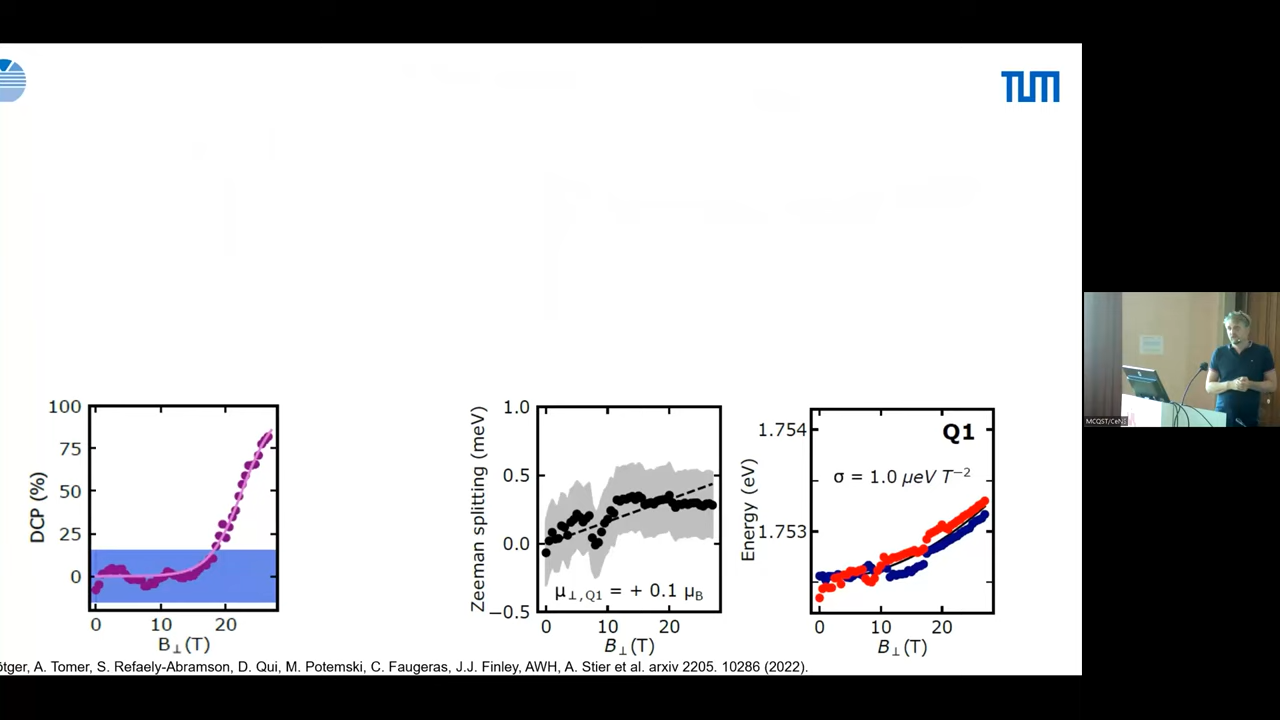 TUM
100
75
50
25
0
DCP (%)
0 10 20
B⊥(T)
1.0
0.5
0.0
−0.5
Zeeman splitting (meV)
μ⊥,Q1 = + 0.1 μB
0 10 20
B⊥(T)
1.754
1.753
Energy (eV)
Q1
σ = 1.0 μeV T⁻²
0 10 20
B⊥(T)
ötger, A. Tomer, S. Refaely-Abramson, D. Qui, M. Potemski, C. Faugeras, J.J. Finley, AWH, A. Stier et al. arxiv 2205. 10286 (2022).